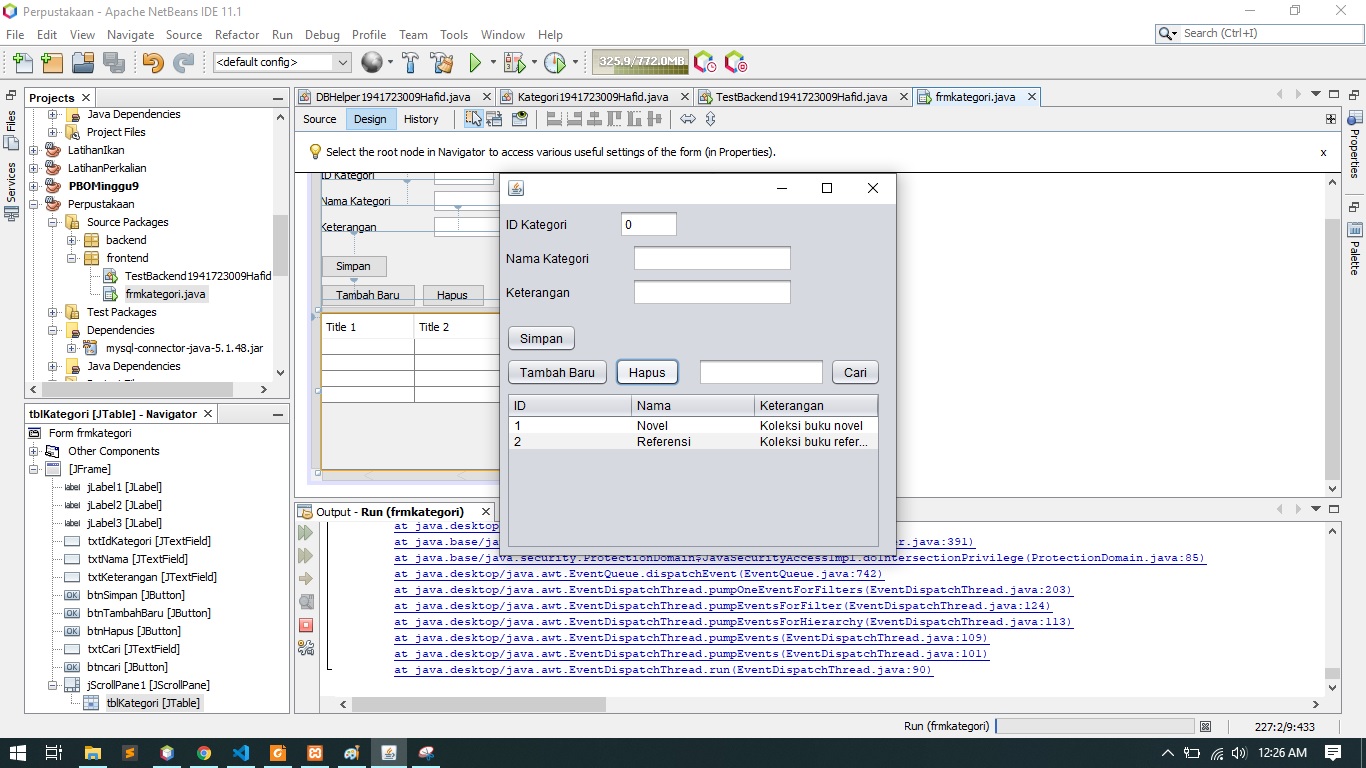 Perpustakaan - Apache NetBeans IDE 11.1
File Edit View Navigate Source Refactor Run Debug Profile Team Tools Window Help
Search (Ctrl+I)
<default config>
325.9/772.0MB
Projects
Files
Services
Java Dependencies
Project Files
LatihanIkan
LatihanPerkalian
PBOMinggu9
Perpustakaan
Source Packages
backend
frontend
TestBackend1941723009Hafid
frmkategori.java
Test Packages
Dependencies
mysql-connector-java-5.1.48.jar
Java Dependencies
tblKategori [JTable] - Navigator
Form frmkategori
Other Components
[JFrame]
label jLabel1 [JLabel]
label jLabel2 [JLabel]
label jLabel3 [JLabel]
txtIdKategori [JTextField]
txtNama [JTextField]
txtKeterangan [JTextField]
OK btnSimpan [JButton]
OK btnTambahBaru [JButton]
OK btnHapus [JButton]
txtCari [JTextField]
OK btncari [JButton]
jScrollPane1 [JScrollPane]
tblKategori [JTable]
DBHelper1941723009Hafid.java
Kategori1941723009Hafid.java
TestBackend1941723009Hafid.java
frmkategori.java
Source Design History
Select the root node in Navigator to access various useful settings of the form (in Properties).
x
ID Kategori
Nama Kategori
Keterangan
Simpan
Tambah Baru Hapus
Title 1 Title 2
ID Kategori 0
Nama Kategori
Keterangan
Simpan
Tambah Baru Hapus Cari
ID Nama Keterangan
1 Novel Koleksi buku novel
2 Referensi Koleksi buku refer...
Properties
Palette
Output - Run (frmkategori)
at java.desktop
at java.base/ja
er.java:391)
at java.base/java.security.ProtectionDomain$JavaSecurityAccessImpl.doIntersectionPrivilege(ProtectionDomain.java:85)
at java.desktop/java.awt.EventQueue.dispatchEvent(EventQueue.java:742)
at java.desktop/java.awt.EventDispatchThread.pumpOneEventForFilters(EventDispatchThread.java:203)
at java.desktop/java.awt.EventDispatchThread.pumpEventsForFilter(EventDispatchThread.java:124)
at java.desktop/java.awt.EventDispatchThread.pumpEventsForHierarchy(EventDispatchThread.java:113)
at java.desktop/java.awt.EventDispatchThread.pumpEvents(EventDispatchThread.java:109)
at java.desktop/java.awt.EventDispatchThread.pumpEvents(EventDispatchThread.java:101)
at java.desktop/java.awt.EventDispatchThread.run(EventDispatchThread.java:90)
Run (frmkategori)
227:2/9:433
12:26 AM